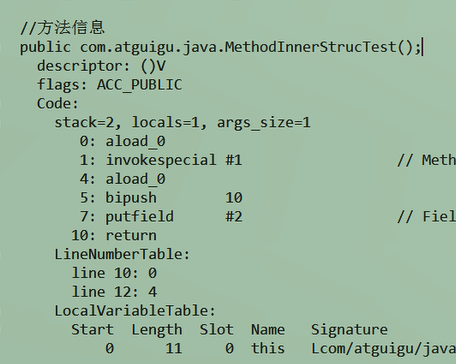 //方法信息
public com.atguigu.java.MethodInnerStrucTest();
descriptor: ()V
flags: ACC_PUBLIC
Code:
stack=2, locals=1, args_size=1
0: aload_0
1: invokespecial #1 // Meth
4: aload_0
5: bipush 10
7: putfield #2 // Fiel
10: return
LineNumberTable:
line 10: 0
line 12: 4
LocalVariableTable:
Start Length Slot Name Signature
0 11 0 this Lcom/atguigu/java